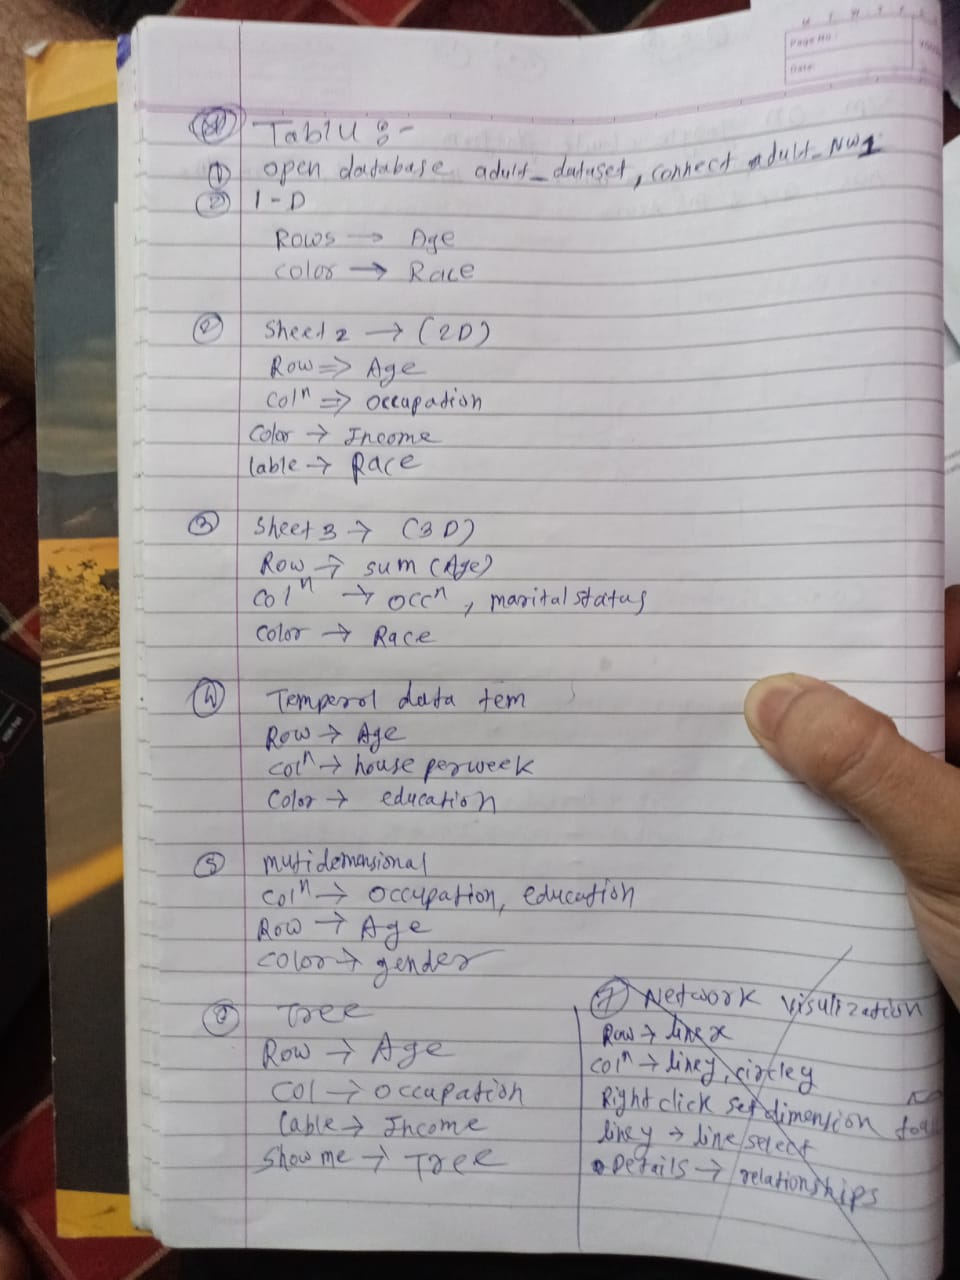 Page No:
Date:
Tablu :-
① open database adult_dataset, connect adult_NW1
② 1-D
Rows → Age
color → Race
② Sheet 2 → (2D)
Row ⇒ Age
Colⁿ ⇒ occupation
Color → Income
lable → Race
③ Sheet 3 → (3D)
Row → sum (Age)
Colⁿ → occⁿ, marital status
Color → Race
④ Temperol data tem
Row → Age
Colⁿ → house perweek
Color → education
⑤ mutidemensional
Colⁿ → occupation, education
Row → Age
color → gender
Tree
Row → Age
Col → occupation
Lable → Income
Show me → Tree
⑦ Network visulization
Row → line x
Colⁿ → line y, circle y
Right click set dimension
line y → line select
Details → relationships